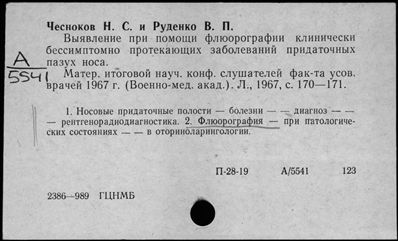 Чесноков Н. С. и Руденко В. П.
Выявление при помощи флюорографии клинически
бессимптомно протекающих заболеваний придаточных
пазух носа.
А
5541
Матер. итоговой науч. конф. слушателей фак-та усов.
врачей 1967 г. (Военно-мед. акад.). Л., 1967, с. 170—171.
1. Носовые придаточные полости — болезни — — диагноз — —
— рентгенорадиодиагностика. 2. Флюорография — при патологиче-
ских состояниях — — в оториноларингологии.
П-28-19 А/5541 123
2386—989 ГЦНМБ